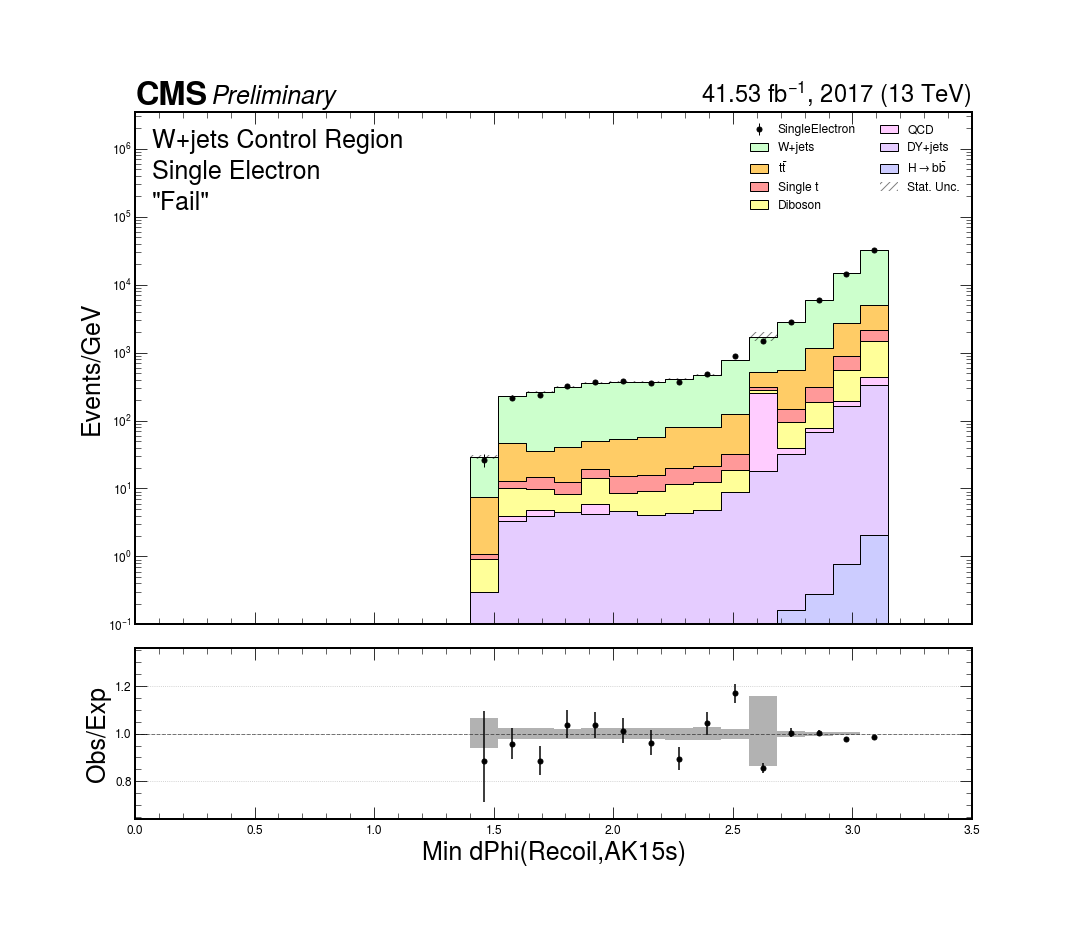 CMS Preliminary
41.53 fb⁻¹, 2017 (13 TeV)
W+jets Control Region
Single Electron
"Fail"
SingleElectron
W+jets
tt̄
Single t
Diboson
QCD
DY+jets
H→bb̄
Stat. Unc.
Events/GeV
10⁶
10⁵
10⁴
10³
10²
10¹
10⁰
10⁻¹
Obs/Exp
1.2
1.0
0.8
0.0 0.5 1.0 1.5 2.0 2.5 3.0 3.5
Min dPhi(Recoil,AK15s)